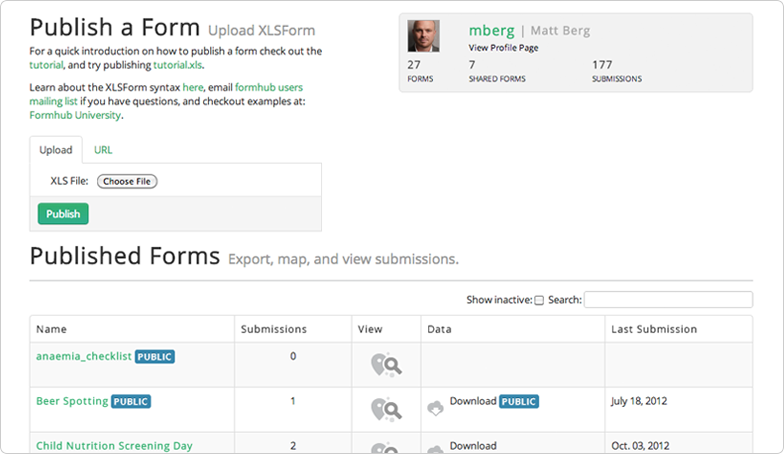 Publish a Form Upload XLSForm
For a quick introduction on how to publish a form check out the
tutorial, and try publishing tutorial.xls.
Learn about the XLSForm syntax here, email formhub users
mailing list if you have questions, and checkout examples at:
Formhub University.
mberg | Matt Berg
View Profile Page
27 7 177
FORMS SHARED FORMS SUBMISSIONS
Upload URL
XLS File: Choose File
Publish
Published Forms Export, map, and view submissions.
Show inactive: Search:
Name Submissions View Data Last Submission
anaemia_checklist PUBLIC 0
Beer Spotting PUBLIC 1 Download PUBLIC July 18, 2012
Child Nutrition Screening Day 2 Download Oct. 03, 2012